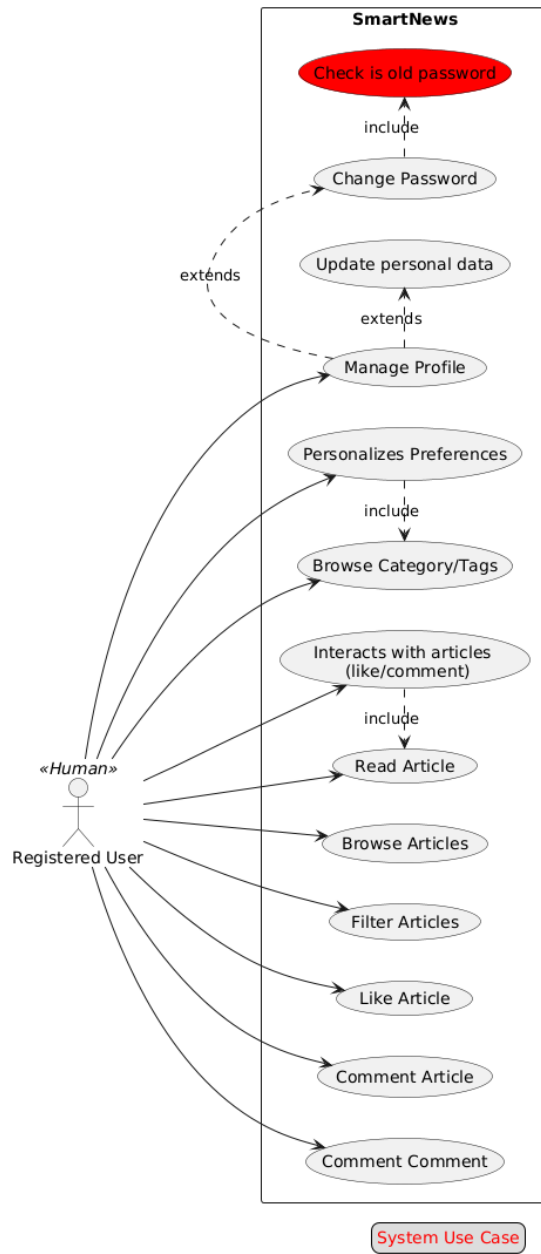 SmartNews
Check is old password
include
Change Password
Update personal data
extends
extends
Manage Profile
Personalizes Preferences
include
Browse Category/Tags
Interacts with articles
(like/comment)
include
«Human»
Read Article
Registered User
Browse Articles
Filter Articles
Like Article
Comment Article
Comment Comment
System Use Case